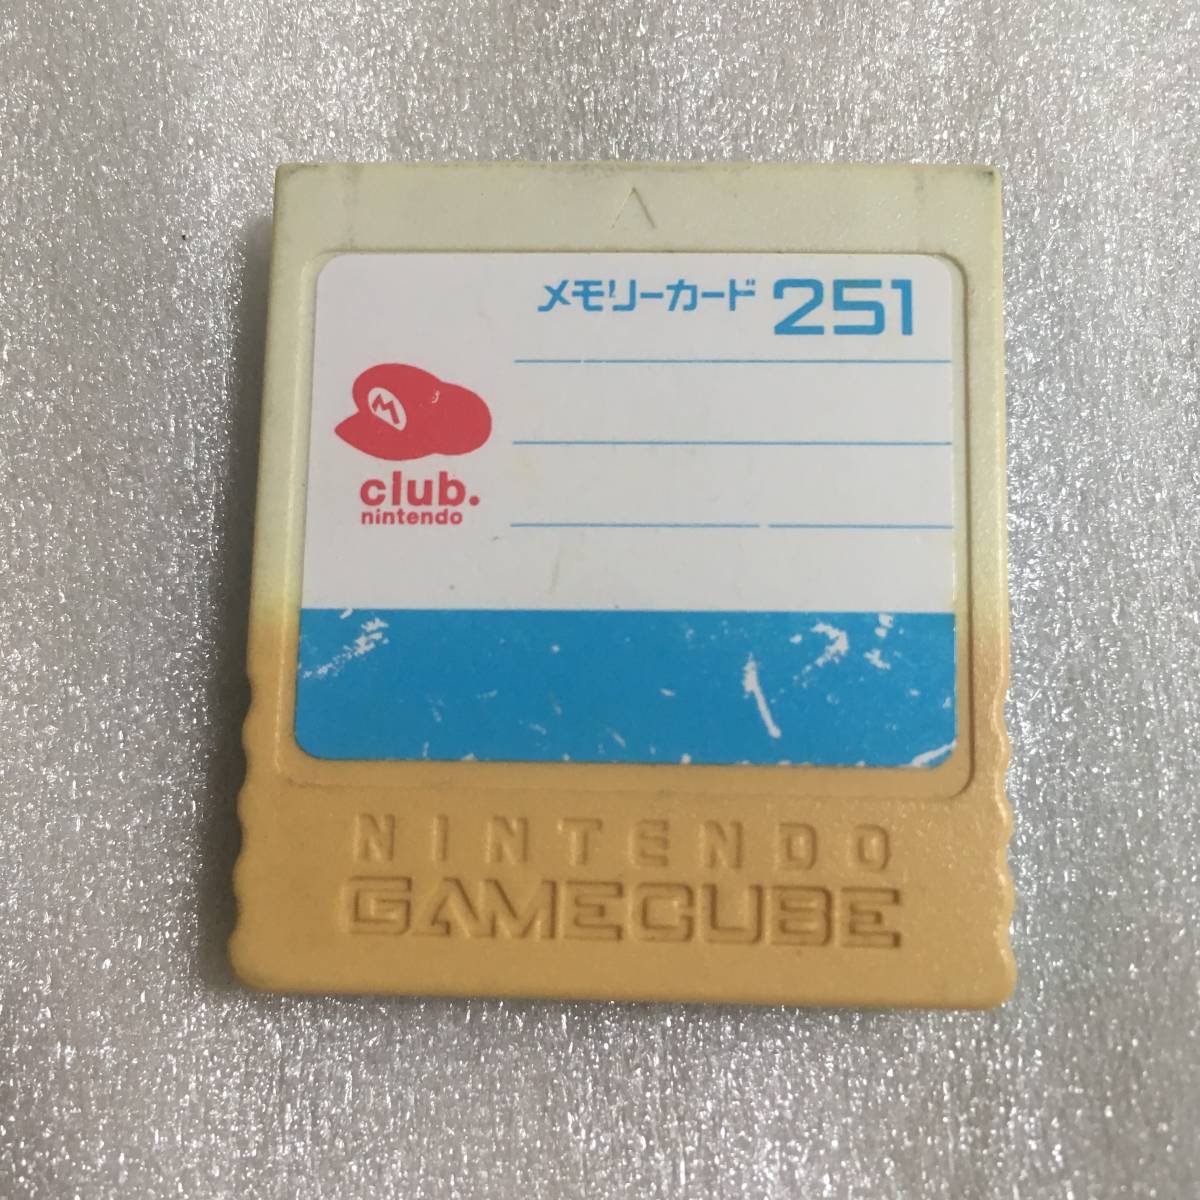 メモリーカード 251
M
club.
nintendo
NINTENDO
GAMECUBE